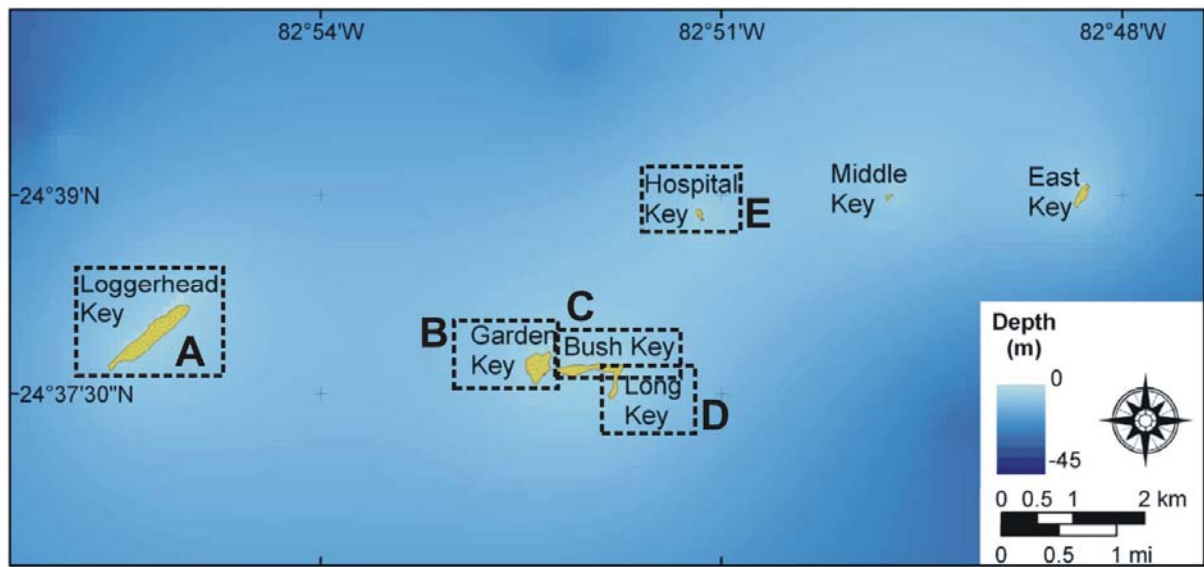 82°54'W
82°51'W
82°48'W
24°39'N
Hospital
Key
E
Middle
Key
East
Key
Loggerhead
Key
A
B
Garden
Key
C
Bush Key
Long
Key
D
24°37'30"N
Depth
(m)
0
-45
0 0.5 1 2 km
0 0.5 1 mi